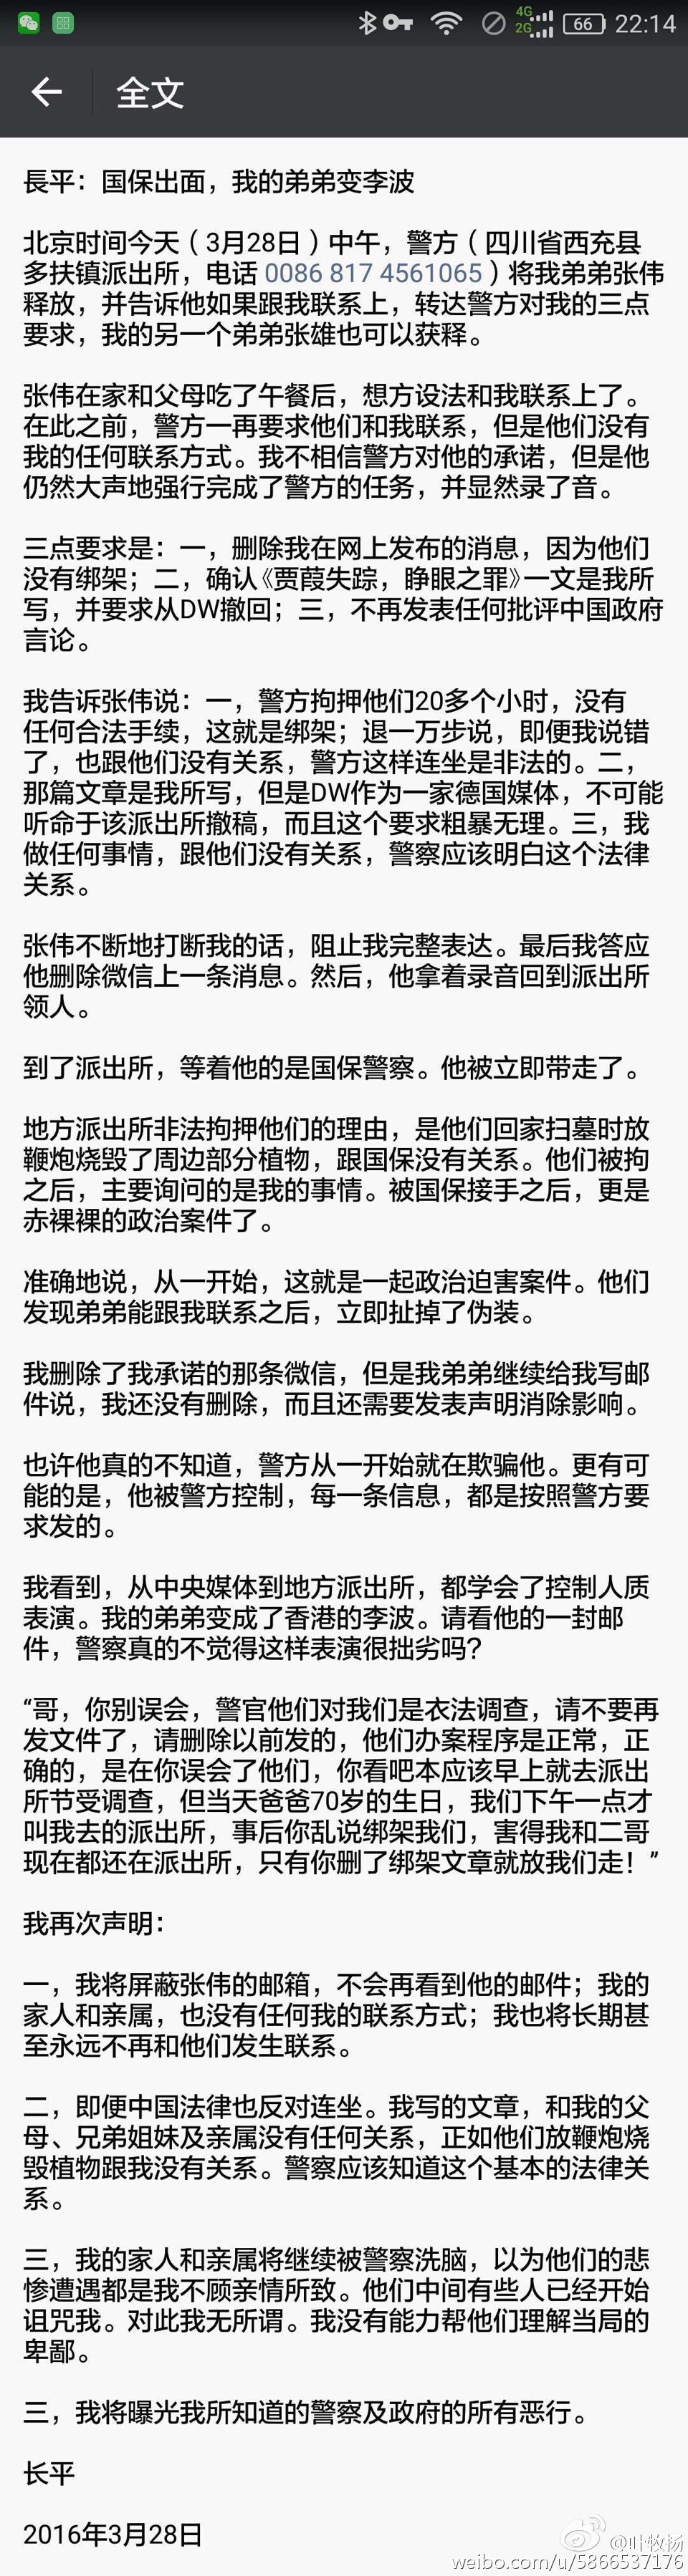 4G
2G
66
22:14
全文
長平：国保出面，我的弟弟变李波
北京时间今天（3月28日）中午，警方（四川省西充县
多扶镇派出所，电话 0086 817 4561065）将我弟弟张伟
释放，并告诉他如果跟我联系上，转达警方对我的三点
要求，我的另一个弟弟张雄也可以获释。
张伟在家和父母吃了午餐后，想方设法和我联系上了。
在此之前，警方一再要求他们和我联系，但是他们没有
我的任何联系方式。我不相信警方对他的承诺，但是他
仍然大声地强行完成了警方的任务，并显然录了音。
三点要求是：一，删除我在网上发布的消息，因为他们
没有绑架；二，确认《贾葭失踪，睁眼之罪》一文是我所
写，并要求从DW撤回；三，不再发表任何批评中国政府
言论。
我告诉张伟说：一，警方拘押他们20多个小时，没有
任何合法手续，这就是绑架；退一万步说，即便我说错
了，也跟他们没有关系，警方这样连坐是非法的。二，
那篇文章是我所写，但是DW作为一家德国媒体，不可能
听命于该派出所撤稿，而且这个要求粗暴无理。三，我
做任何事情，跟他们没有关系，警察应该明白这个法律
关系。
张伟不断地打断我的话，阻止我完整表达。最后我答应
他删除微信上一条消息。然后，他拿着录音回到派出所
领人。
到了派出所，等着他的是国保警察。他被立即带走了。
地方派出所非法拘押他们的理由，是他们回家扫墓时放
鞭炮烧毁了周边部分植物，跟国保没有关系。他们被拘
之后，主要询问的是我的事情。被国保接手之后，更是
赤裸裸的政治案件了。
准确地说，从一开始，这就是一起政治迫害案件。他们
发现弟弟能跟我联系之后，立即扯掉了伪装。
我删除了我承诺的那条微信，但是我弟弟继续给我写邮
件说，我还没有删除，而且还需要发表声明消除影响。
也许他真的不知道，警方从一开始就在欺骗他。更有可
能的是，他被警方控制，每一条信息，都是按照警方要
求发的。
我看到，从中央媒体到地方派出所，都学会了控制人质
表演。我的弟弟变成了香港的李波。请看他的一封邮
件，警察真的不觉得这样表演很拙劣吗？
“哥，你别误会，警官他们对我们是衣法调查，请不要再
发文件了，请删除以前发的，他们办案程序是正常，正
确的，是在你误会了他们，你看吧本应该早上就去派出
所节受调查，但当天爸爸70岁的生日，我们下午一点才
叫我去的派出所，事后你乱说绑架我们，害得我和二哥
现在都还在派出所，只有你删了绑架文章就放我们走！”
我再次声明：
一，我将屏蔽张伟的邮箱，不会再看到他的邮件；我的
家人和亲属，也没有任何我的联系方式；我也将长期甚
至永远不再和他们发生联系。
二，即便中国法律也反对连坐。我写的文章，和我的父
母、兄弟姐妹及亲属没有任何关系，正如他们放鞭炮烧
毁植物跟我没有关系。警察应该知道这个基本的法律关
系。
三，我的家人和亲属将继续被警察洗脑，以为他们的悲
惨遭遇都是我不顾亲情所致。他们中间有些人已经开始
诅咒我。对此我无所谓。我没有能力帮他们理解当局的
卑鄙。
三，我将曝光我所知道的警察及政府的所有恶行。
长平
2016年3月28日
@叶牧扬
weibo.com/u/5866537176